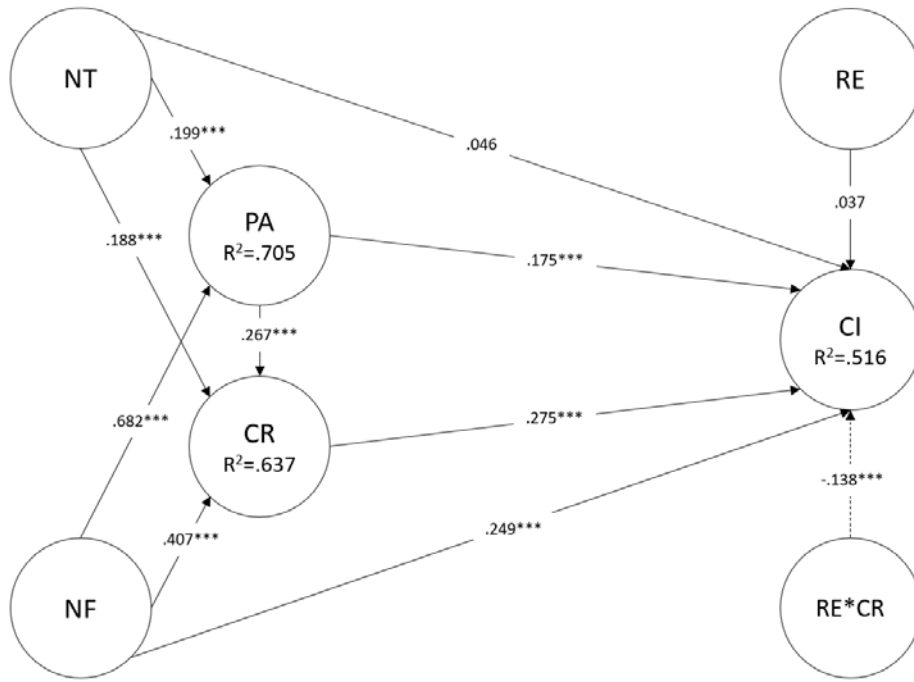 NT
RE
.199***
.046
.037
PA
R²=.705
.188***
.175***
CI
R²=.516
.267***
.682***
CR
R²=.637
.275***
-.138***
.407***
.249***
NF
RE*CR